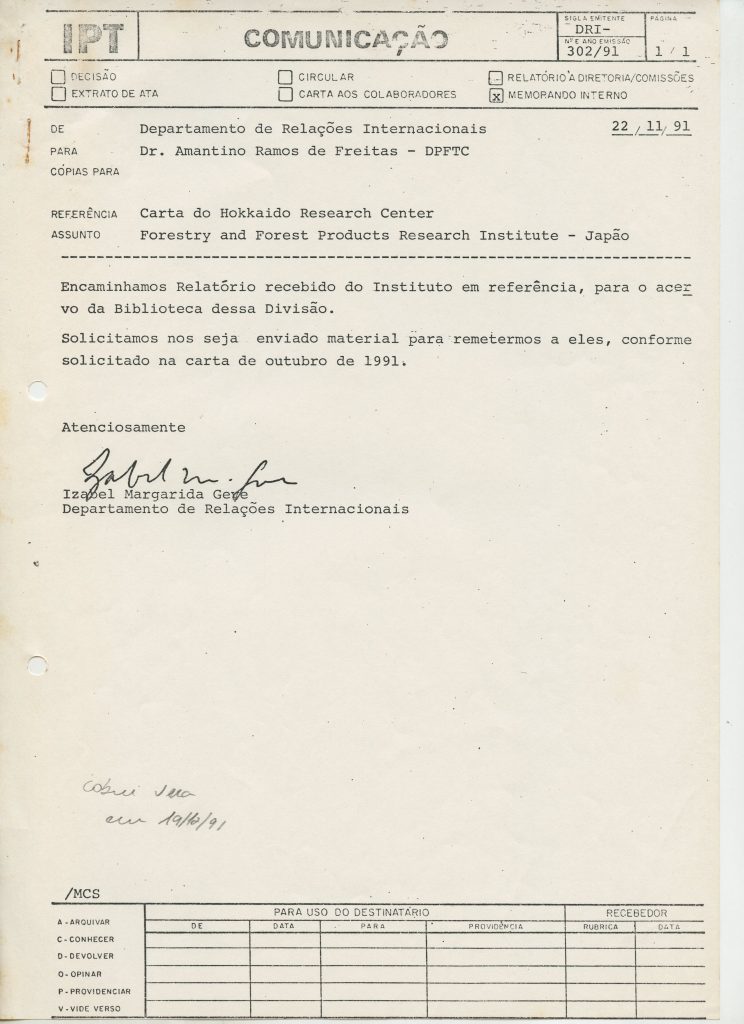 IPT
COMUNICAÇÃO
SIGLA EMITENTE
DRI-
Nº E ANO EMISSÃO
302/91
PÁGINA
1 / 1
DECISÃO
CIRCULAR
RELATÓRIO À DIRETORIA/COMISSÕES
EXTRATO DE ATA
CARTA AOS COLABORADORES
x MEMORANDO INTERNO
DE Departamento de Relações Internacionais 22 / 11 / 91
PARA Dr. Amantino Ramos de Freitas - DPFTC
CÓPIAS PARA
REFERÊNCIA Carta do Hokkaido Research Center
ASSUNTO Forestry and Forest Products Research Institute - Japão
Encaminhamos Relatório recebido do Instituto em referência, para o acer
vo da Biblioteca dessa Divisão.
Solicitamos nos seja enviado material para remetermos a eles, conforme
solicitado na carta de outubro de 1991.
Atenciosamente
Izabel Margarida
Departamento de Relações Internacionais
em 19/12/91
/MCS
PARA USO DO DESTINATÁRIO
RECEBEDOR
DE DATA PARA PROVIDÊNCIA RUBRICA DATA
A - ARQUIVAR
C - CONHECER
D - DEVOLVER
O - OPINAR
P - PROVIDENCIAR
V - VIDE VERSO